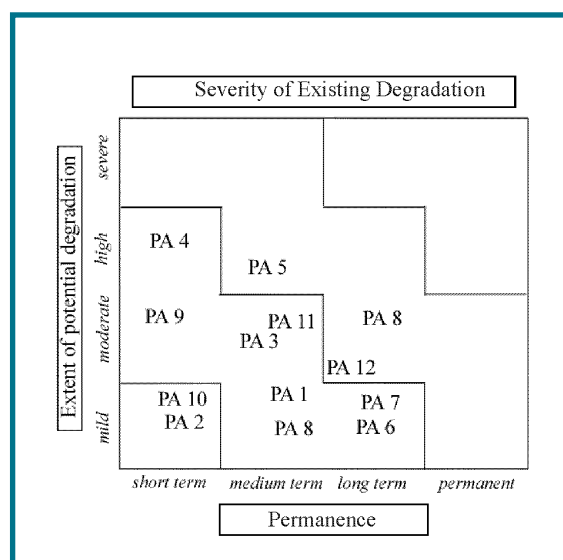 Severity of Existing Degradation
Extent of potential degradation
severe
high
moderate
mild
PA 4
PA 5
PA 9
PA 11
PA 3
PA 8
PA 12
PA 10
PA 2
PA 1
PA 8
PA 7
PA 6
short term
medium term
long term
permanent
Permanence